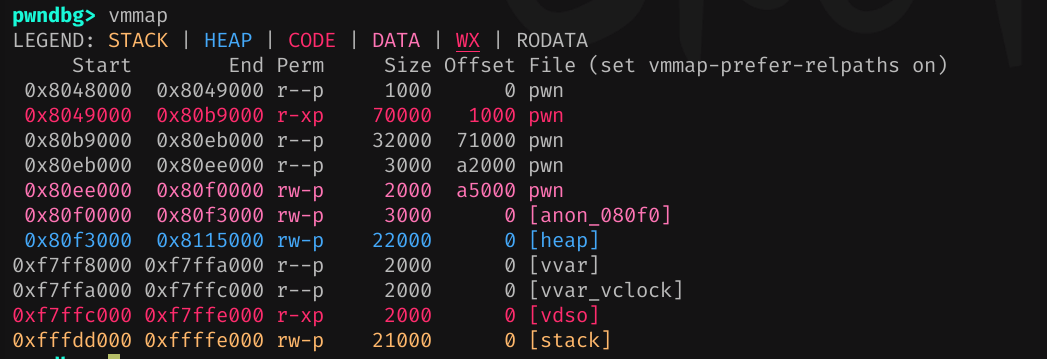 pwndbg> vmmap
LEGEND: STACK | HEAP | CODE | DATA | WX | RODATA
Start End Perm Size Offset File (set vmmap-prefer-relpaths on)
0x8048000 0x8049000 r--p 1000 0 pwn
0x8049000 0x80b9000 r-xp 70000 1000 pwn
0x80b9000 0x80eb000 r--p 32000 71000 pwn
0x80eb000 0x80ee000 r--p 3000 a2000 pwn
0x80ee000 0x80f0000 rw-p 2000 a5000 pwn
0x80f0000 0x80f3000 rw-p 3000 0 [anon_080f0]
0x80f3000 0x8115000 rw-p 22000 0 [heap]
0xf7ff8000 0xf7ffa000 r--p 2000 0 [vvar]
0xf7ffa000 0xf7ffc000 r--p 2000 0 [vvar_vclock]
0xf7ffc000 0xf7ffe000 r-xp 2000 0 [vdso]
0xfffdd000 0xffffe000 rw-p 21000 0 [stack]